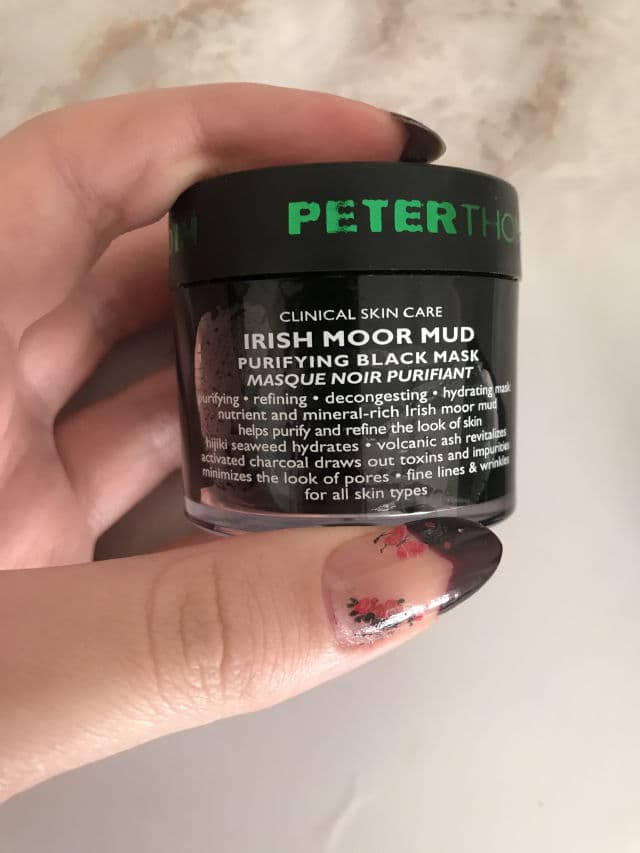 PETER THO
CLINICAL SKIN CARE
IRISH MOOR MUD
PURIFYING BLACK MASK
MASQUE NOIR PURIFIANT
purifying • refining • decongesting • hydrating mask
nutrient and mineral-rich Irish moor mud
helps purify and refine the look of skin
hijiki seaweed hydrates • volcanic ash revitalizes
activated charcoal draws out toxins and impurities
minimizes the look of pores • fine lines & wrinkles
for all skin types